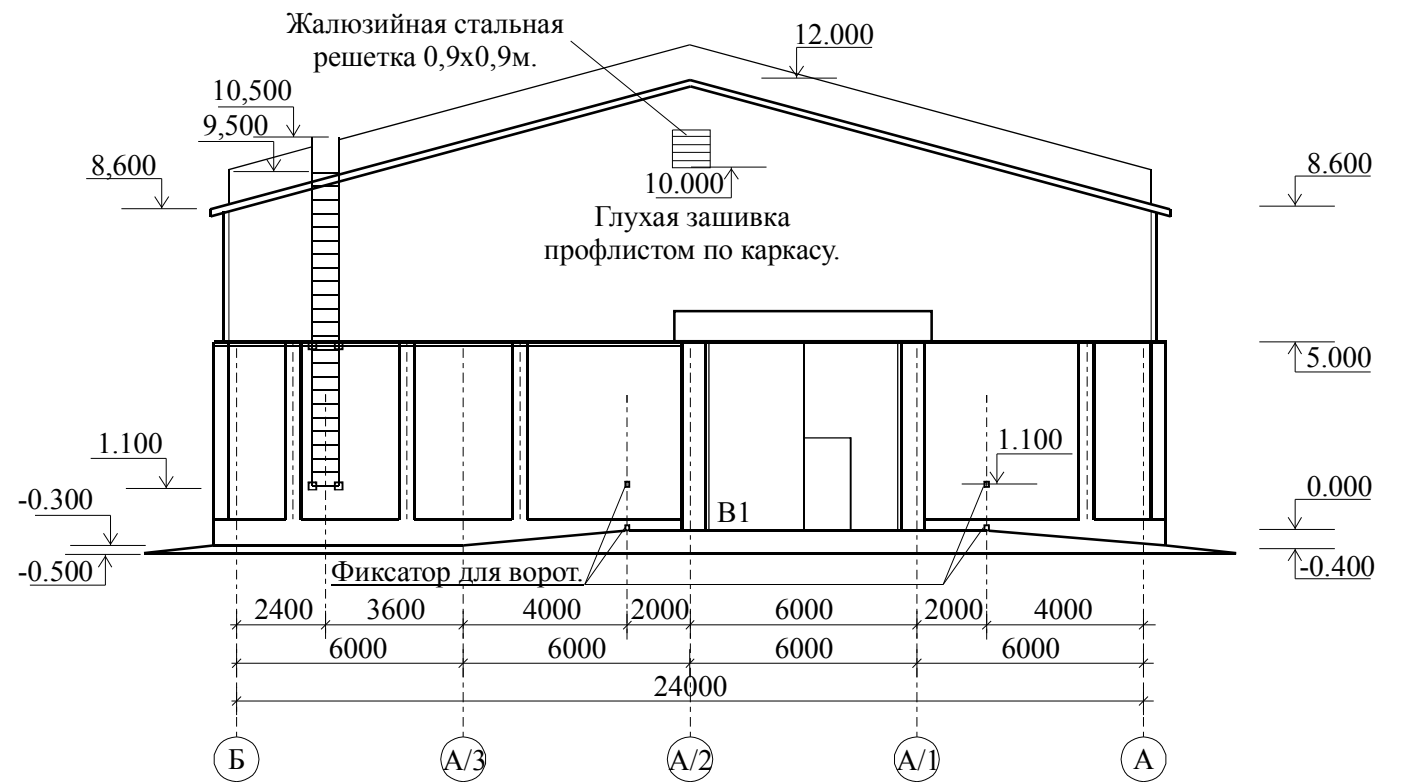 Жалюзийная стальная
решетка 0,9х0,9м.
12.000
10,500
9,500
8,600
8.600
10.000
Глухая зашивка
профлистом по каркасу.
5.000
1.100
1.100
-0.300
0.000
В1
-0.500
-0.400
Фиксатор для ворот.
2400 3600 4000 2000 6000 2000 4000
6000 6000 6000 6000
24000
Б А/3 А/2 А/1 А